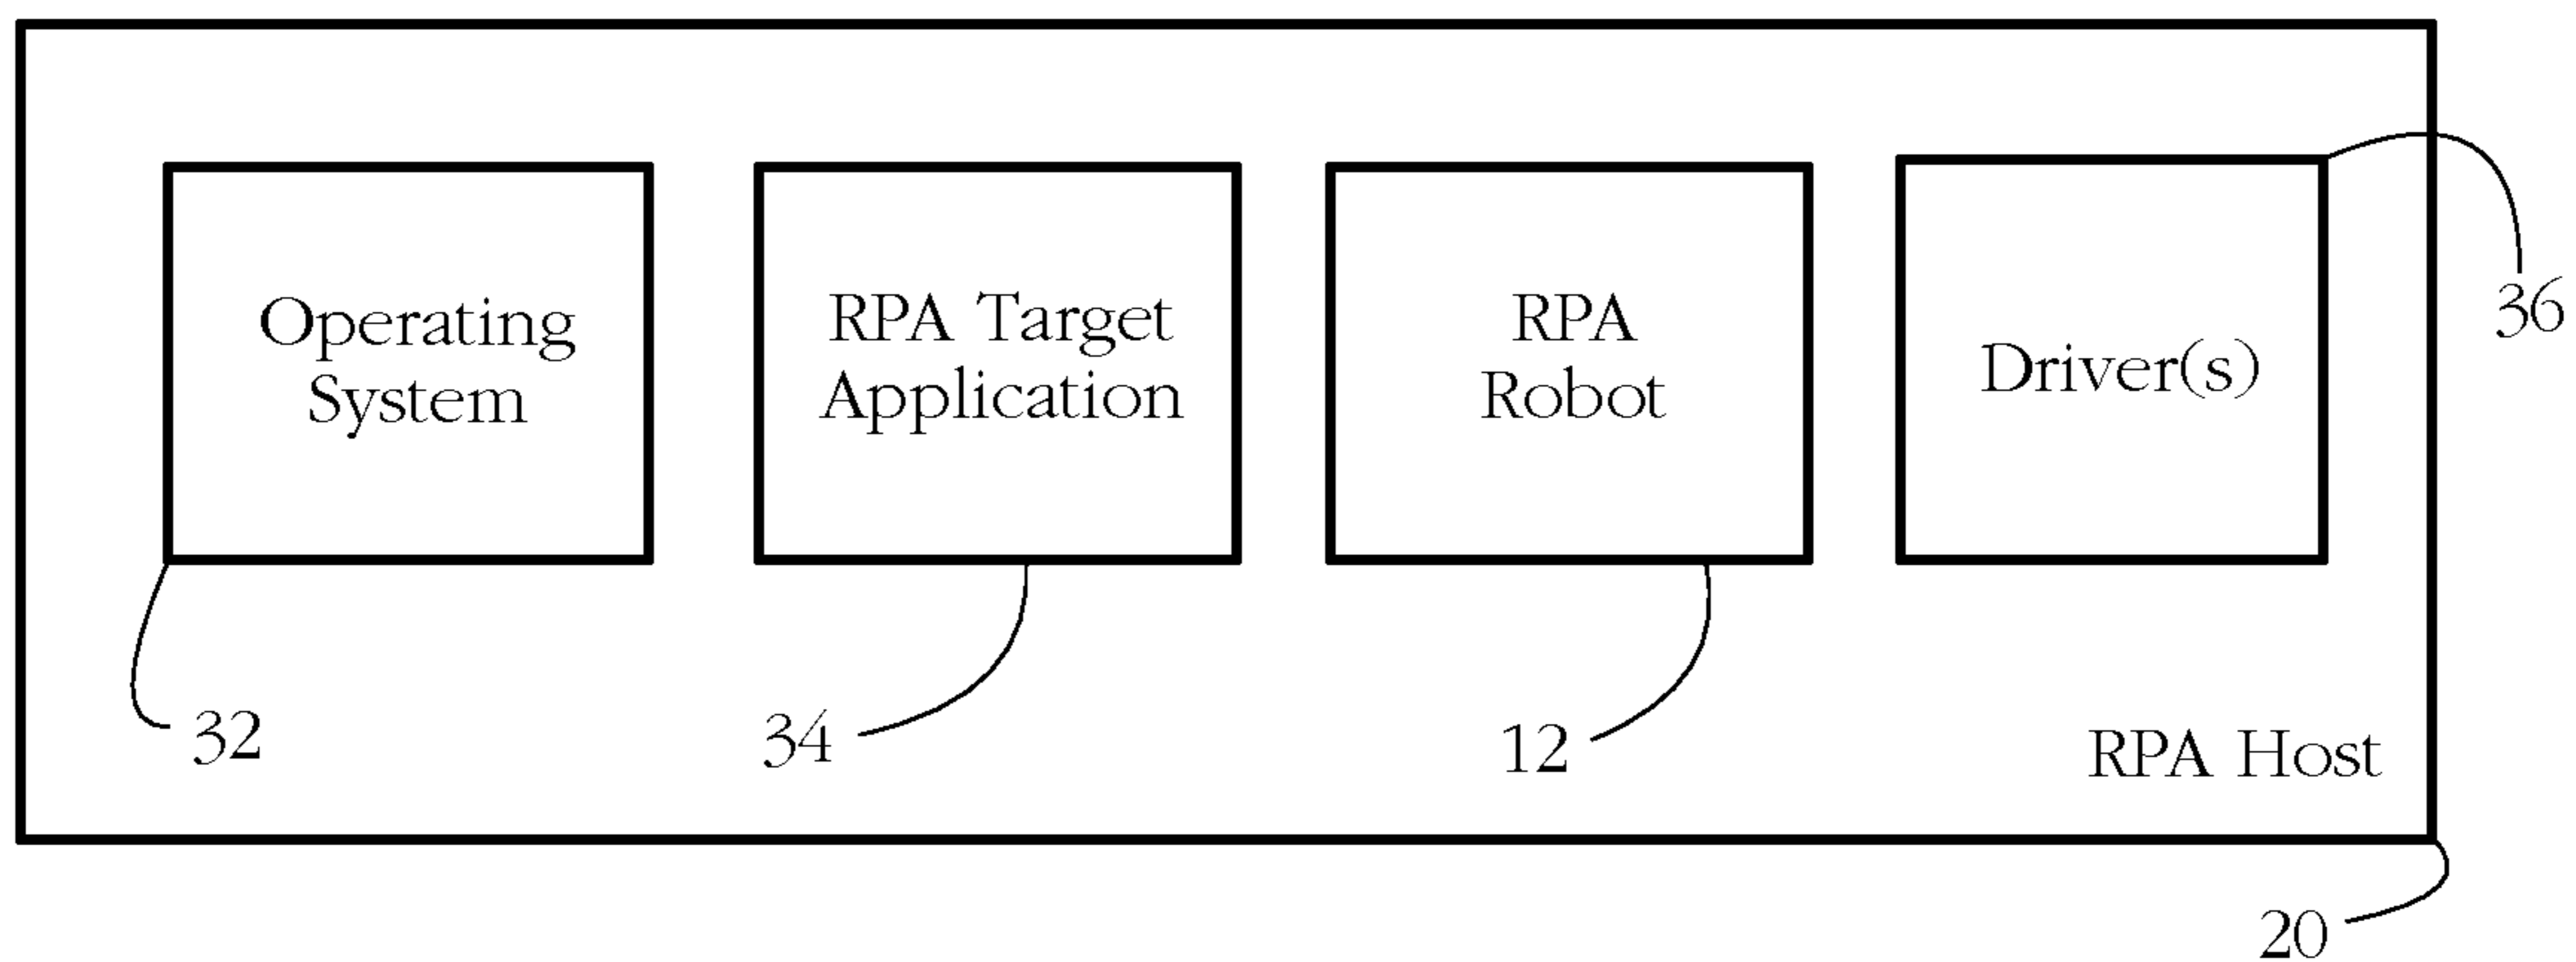 Operating
System
RPA Target
Application
RPA
Robot
Driver(s)
36
32
34
12
RPA Host
20